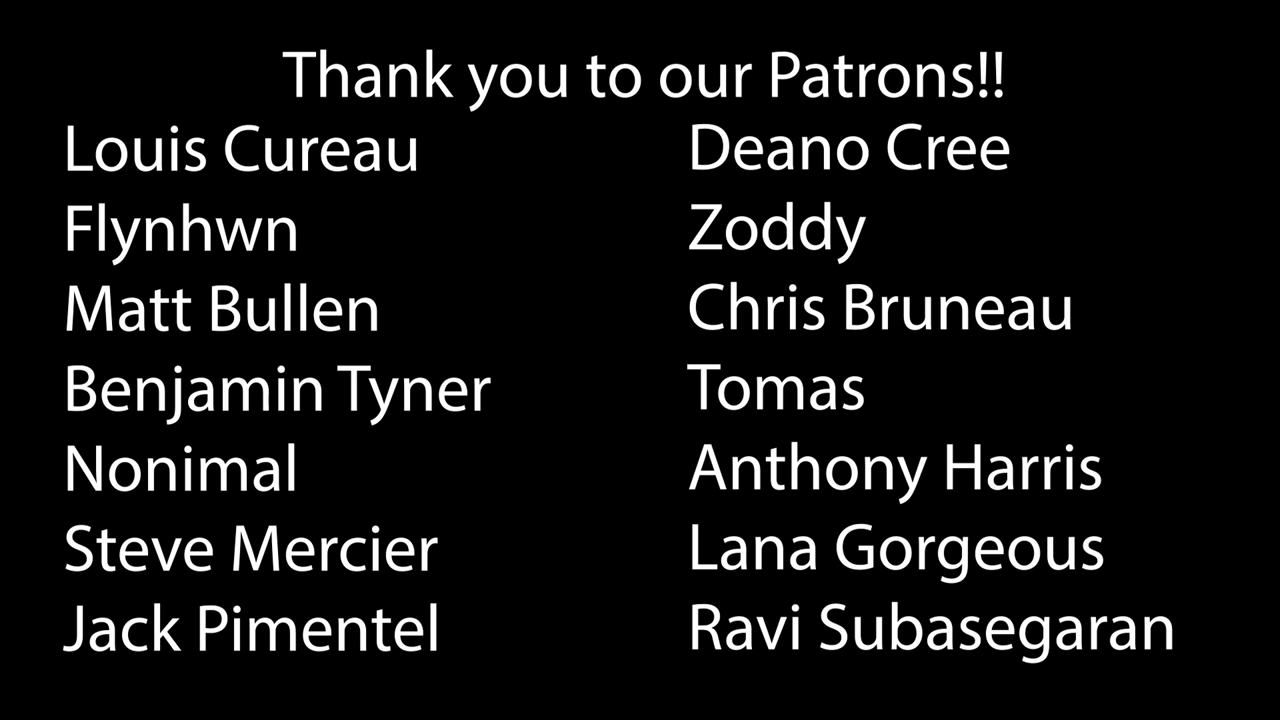 Thank you to our Patrons!!
Louis Cureau
Flynhwn
Matt Bullen
Benjamin Tyner
Nonimal
Steve Mercier
Jack Pimentel
Deano Cree
Zoddy
Chris Bruneau
Tomas
Anthony Harris
Lana Gorgeous
Ravi Subasegaran